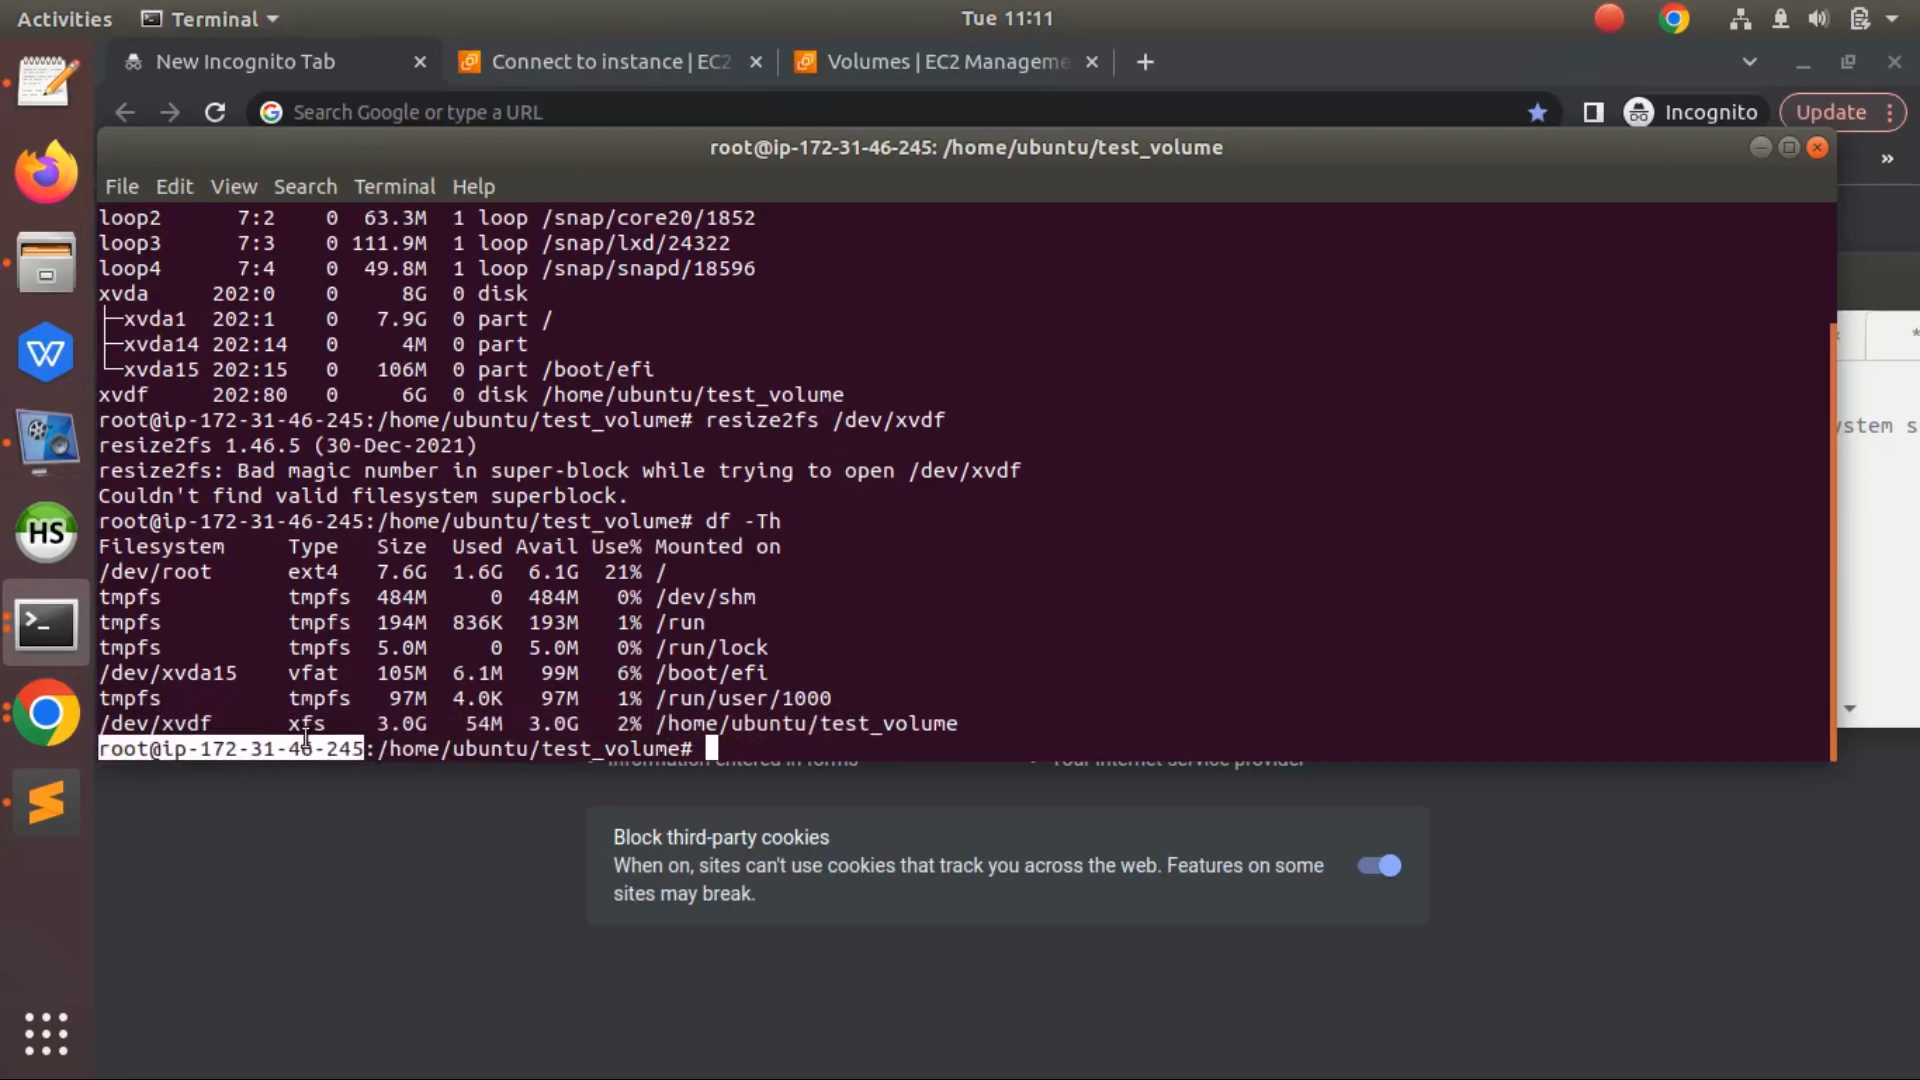 Activities
Terminal
Tue 11:11
New Incognito Tab
Connect to instance | EC2
Volumes | EC2 Manageme
Search Google or type a URL
Incognito
Update
root@ip-172-31-46-245: /home/ubuntu/test_volume
File Edit View Search Terminal Help
loop2 7:2 0 63.3M 1 loop /snap/core20/1852
loop3 7:3 0 111.9M 1 loop /snap/lxd/24322
loop4 7:4 0 49.8M 1 loop /snap/snapd/18596
xvda 202:0 0 8G 0 disk
├─xvda1 202:1 0 7.9G 0 part /
├─xvda14 202:14 0 4M 0 part
└─xvda15 202:15 0 106M 0 part /boot/efi
xvdf 202:80 0 6G 0 disk /home/ubuntu/test_volume
root@ip-172-31-46-245:/home/ubuntu/test_volume# resize2fs /dev/xvdf
resize2fs 1.46.5 (30-Dec-2021)
resize2fs: Bad magic number in super-block while trying to open /dev/xvdf
Couldn't find valid filesystem superblock.
root@ip-172-31-46-245:/home/ubuntu/test_volume# df -Th
Filesystem Type Size Used Avail Use% Mounted on
/dev/root ext4 7.6G 1.6G 6.1G 21% /
tmpfs tmpfs 484M 0 484M 0% /dev/shm
tmpfs tmpfs 194M 836K 193M 1% /run
tmpfs tmpfs 5.0M 0 5.0M 0% /run/lock
/dev/xvda15 vfat 105M 6.1M 99M 6% /boot/efi
tmpfs tmpfs 97M 4.0K 97M 1% /run/user/1000
/dev/xvdf xfs 3.0G 54M 3.0G 2% /home/ubuntu/test_volume
root@ip-172-31-46-245:/home/ubuntu/test_volume#
ystem s
Information entered in forms
Your internet service provider
Block third-party cookies
When on, sites can't use cookies that track you across the web. Features on some
sites may break.
W
HS